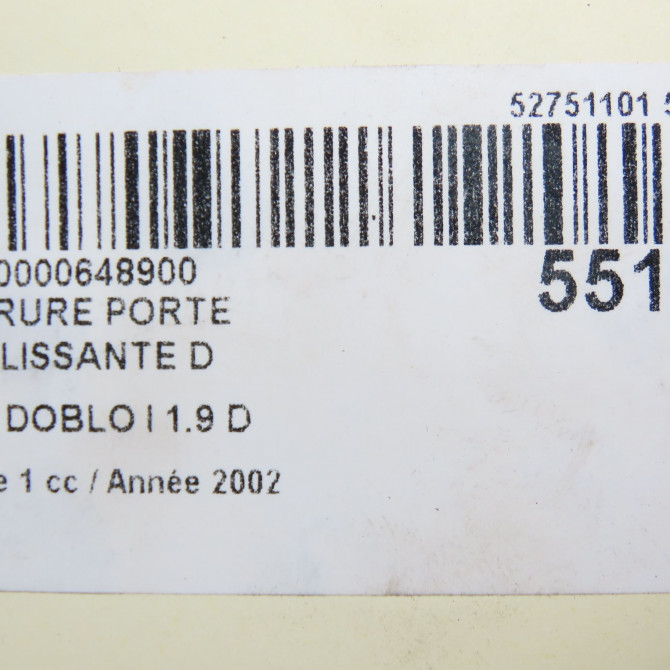 52751101 5
0000648900
551
RURE PORTE
LISSANTE D
DOBLO I 1.9 D
e 1 cc / Année 2002